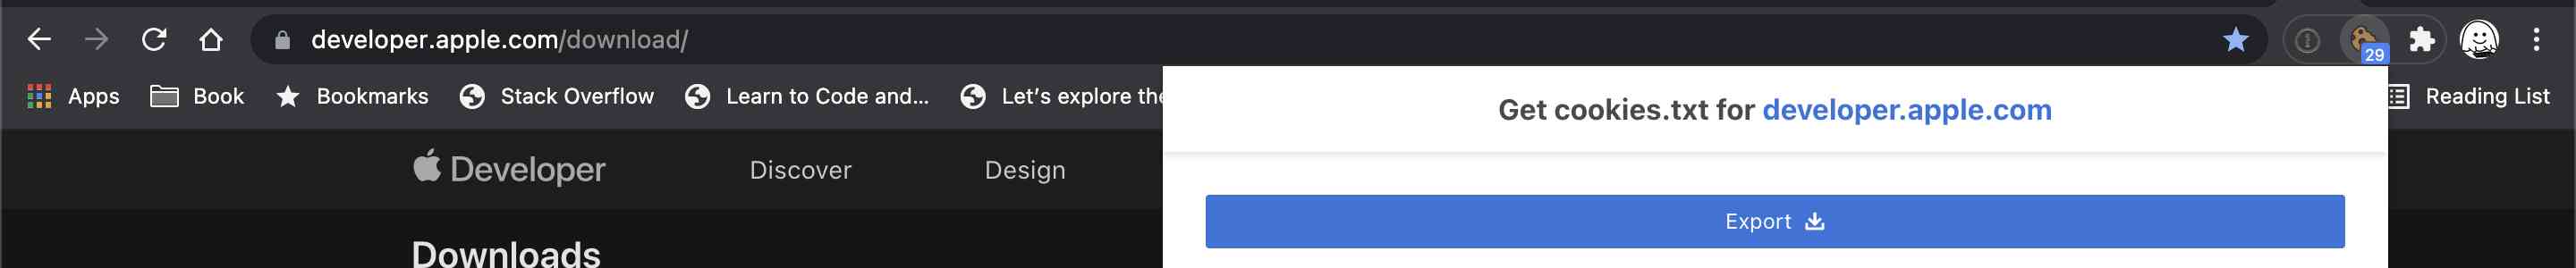 developer.apple.com/download/
29
Apps Book Bookmarks Stack Overflow Learn to Code and... Let's explore the Reading List
Get cookies.txt for developer.apple.com
Developer Discover Design
Export
Downloads